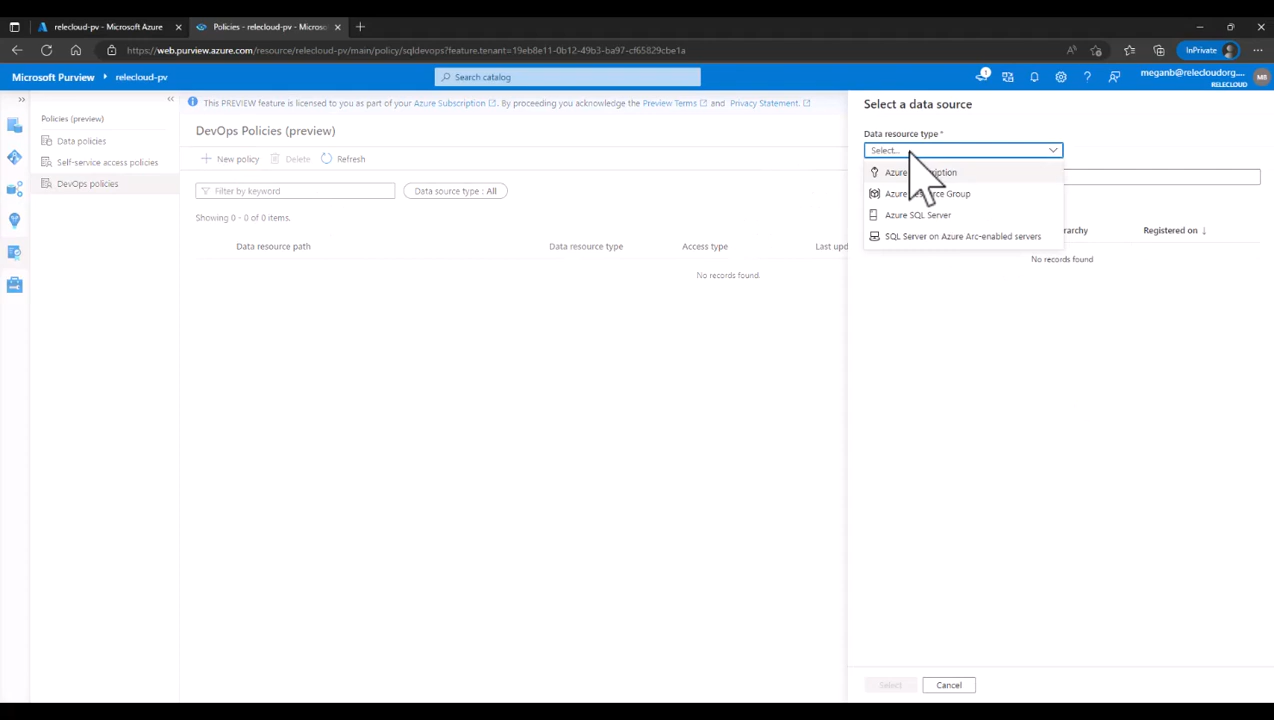 relecloud-pv - Microsoft Azure
Policies - relecloud-pv - Microso
https://web.purview.azure.com/resource/relecloud-pv/main/policy/sqldevops?feature.tenant=19eb8e11-0b12-49b3-ba97-cf65829cbe1a
InPrivate
Microsoft Purview
relecloud-pv
Search catalog
1
meganb@relecloudorg....
RELECLOUD
MB
Policies (preview)
Data policies
Self-service access policies
DevOps policies
This PREVIEW feature is licensed to you as part of your Azure Subscription. By proceeding you acknowledge the Preview Terms and Privacy Statement.
DevOps Policies (preview)
New policy
Delete
Refresh
Filter by keyword
Data source type : All
Showing 0 - 0 of 0 items.
Data resource path
Data resource type
Access type
Last upd
No records found.
Select a data source
Data resource type *
Select...
Azure
Azure Group
Azure SQL Server
SQL Server on Azure Arc-enabled servers
Registered on
No records found
Select
Cancel